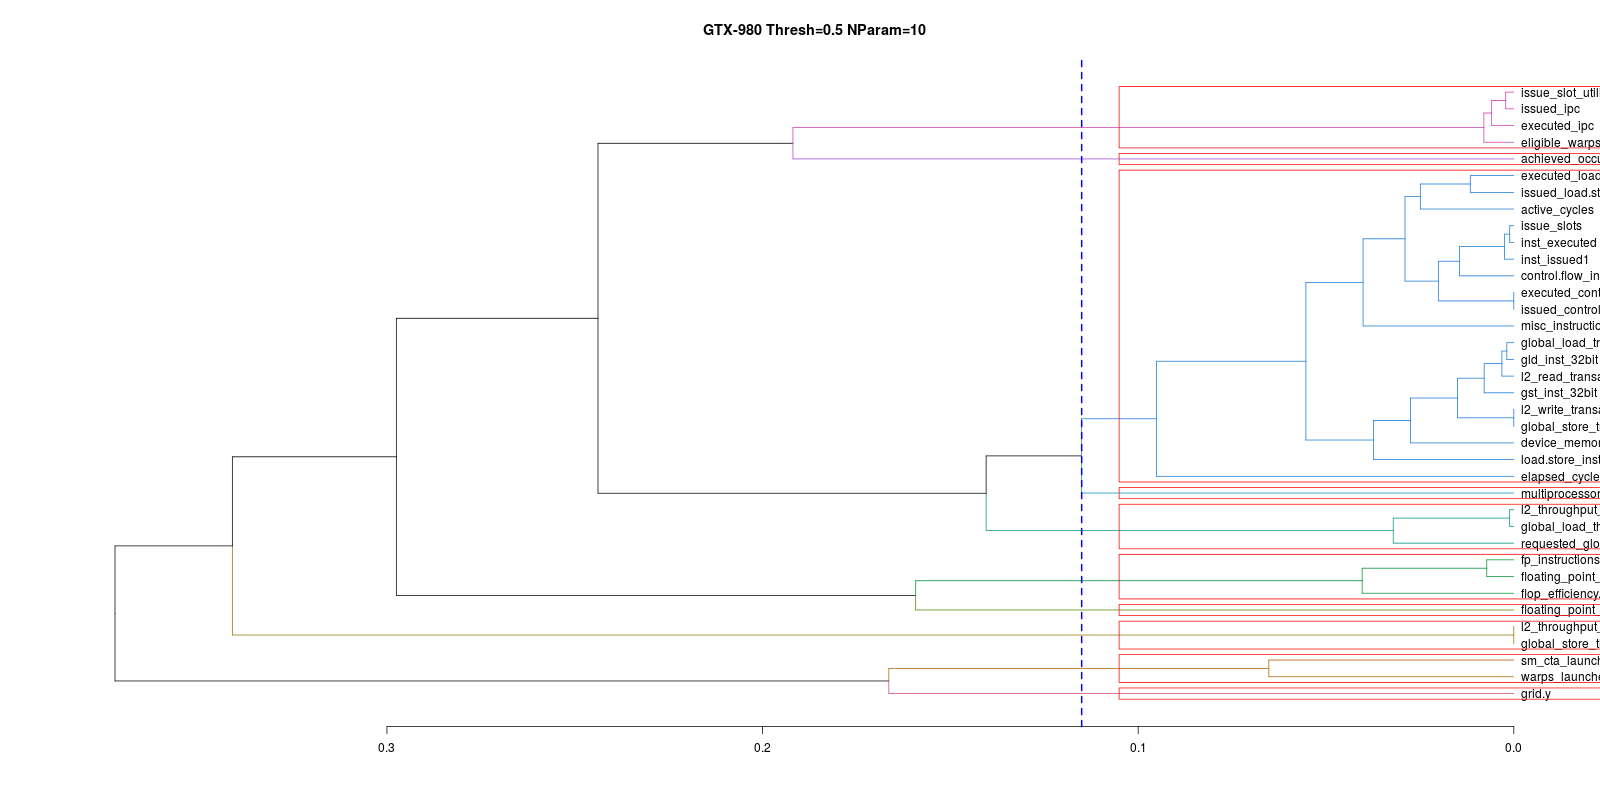 GTX-980 Thresh=0.5 NParam=10
issue_slot_util
issued_ipc
executed_ipc
eligible_warps
achieved_occu
executed_load
issued_load.st
active_cycles
issue_slots
inst_executed
inst_issued1
control.flow_in
executed_cont
issued_control
misc_instructio
global_load_tr
gld_inst_32bit
l2_read_transa
gst_inst_32bit
l2_write_transa
global_store_t
device_memor
load.store_inst
elapsed_cycle
multiprocessor
l2_throughput_
global_load_th
requested_glo
fp_instructions
floating_point_
flop_efficiency.
floating_point_
l2_throughput_
global_store_t
sm_cta_launch
warps_launche
grid.y
0.3 0.2 0.1 0.0